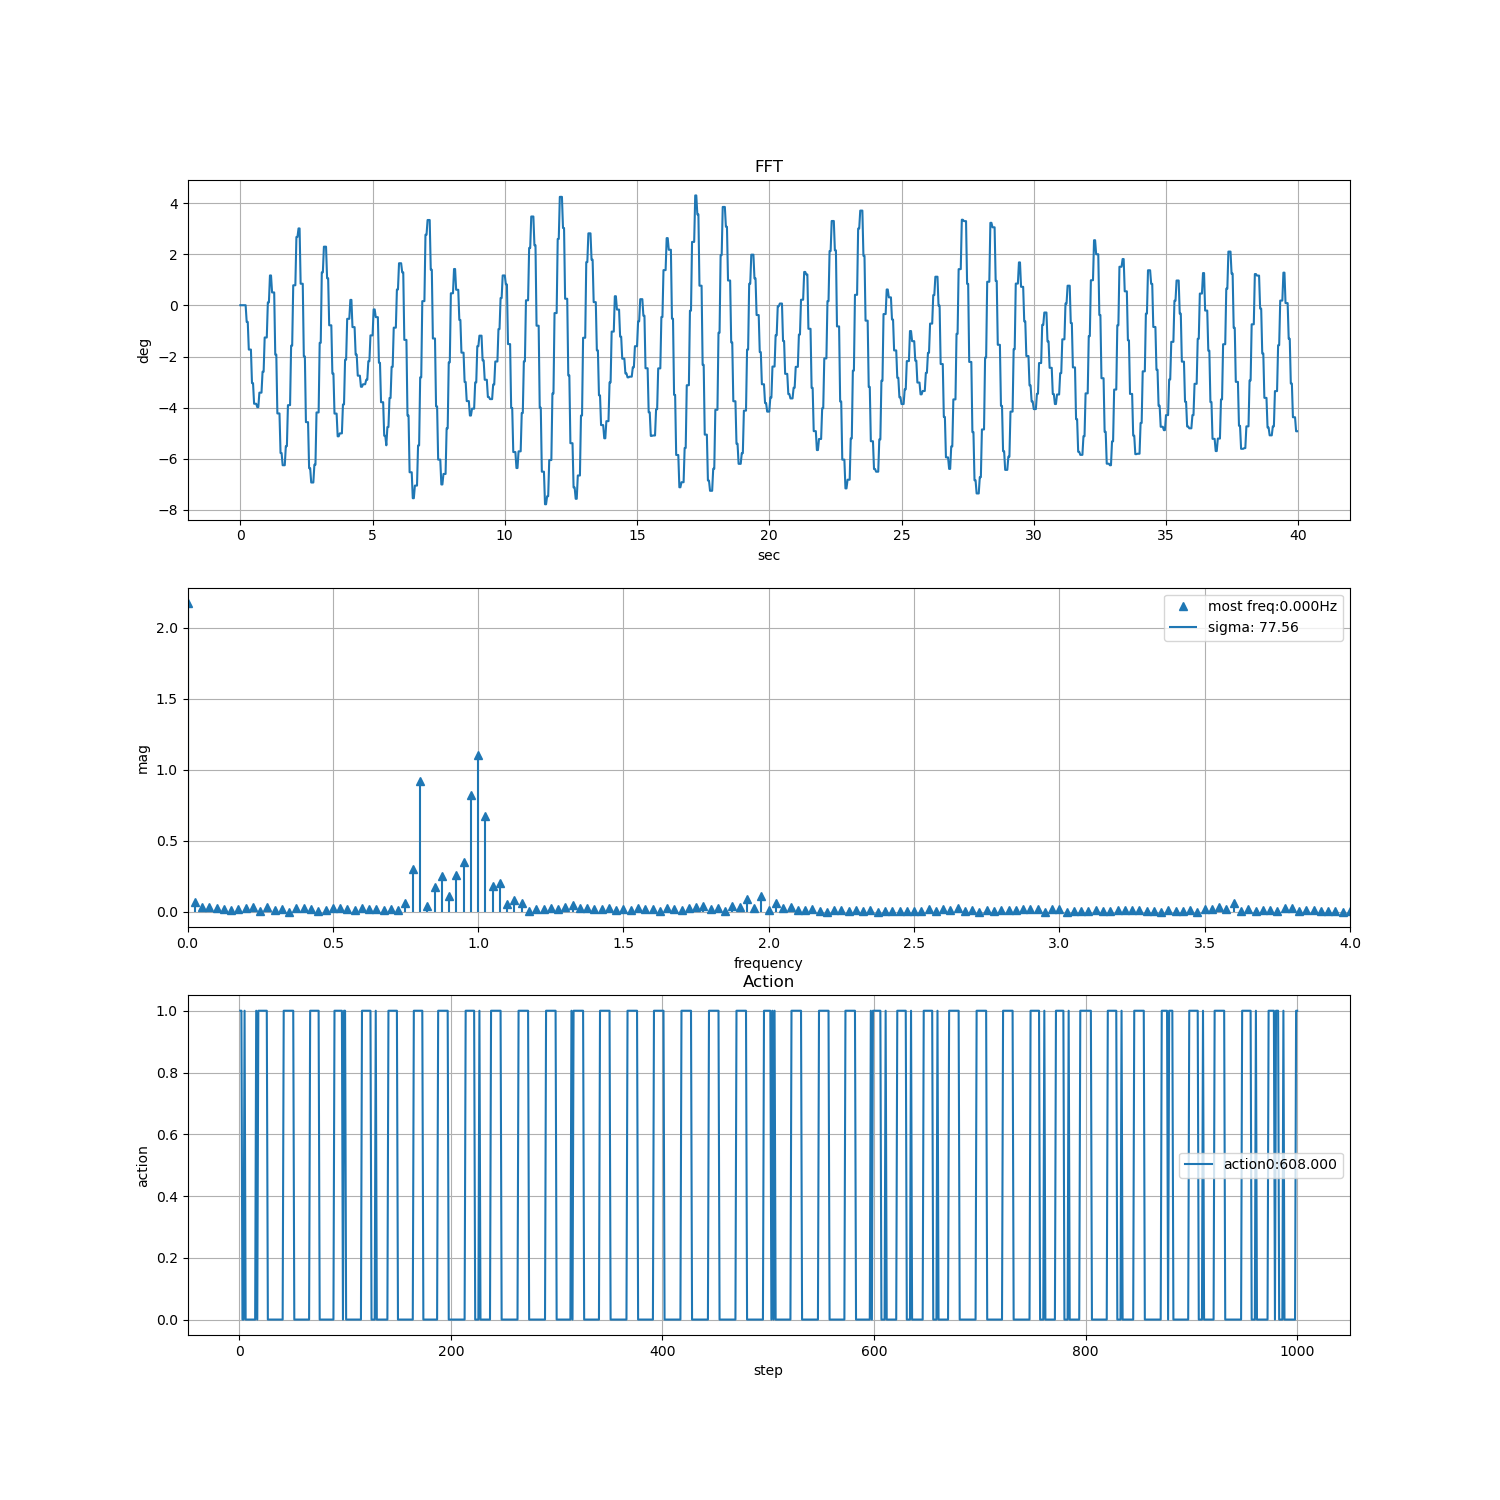 FFT
4
2
0
−2
−4
−6
−8
deg
0 5 10 15 20 25 30 35 40
sec
most freq:0.000Hz
sigma: 77.56
2.0
1.5
1.0
0.5
0.0
mag
0.0 0.5 1.0 1.5 2.0 2.5 3.0 3.5 4.0
frequency
Action
1.0
0.8
0.6
0.4
0.2
0.0
action
action0:608.000
0 200 400 600 800 1000
step